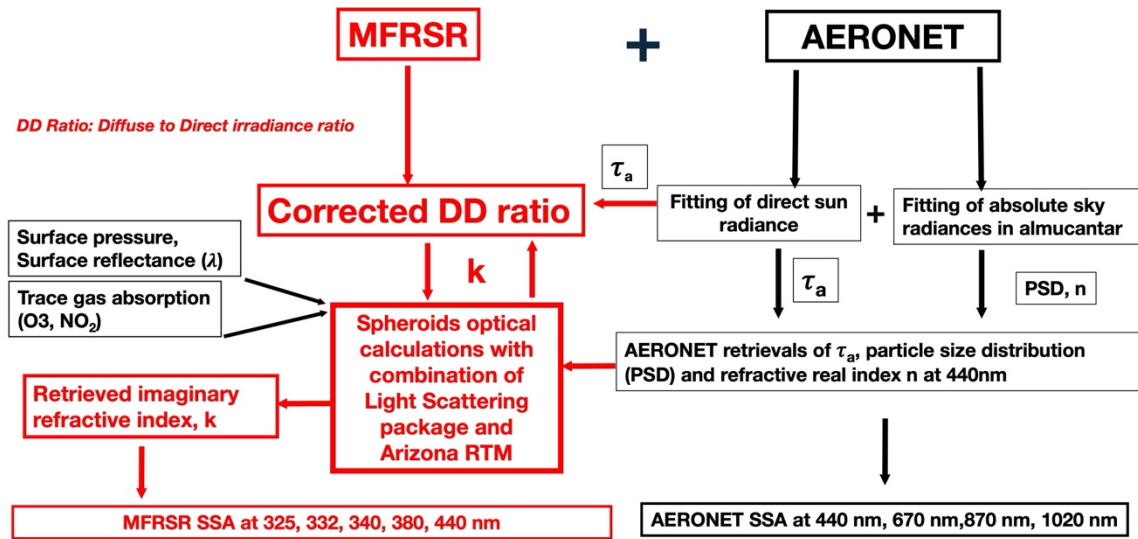 MFRSR
+
AERONET
DD Ratio: Diffuse to Direct irradiance ratio
τa
Corrected DD ratio
Fitting of direct sun
radiance
+
Fitting of absolute sky
radiances in almucantar
Surface pressure,
Surface reflectance (λ)
Trace gas absorption
(O3, NO₂)
k
τa
PSD, n
Spheroids optical
calculations with
combination of
Light Scattering
package and
Arizona RTM
AERONET retrievals of τa, particle size distribution
(PSD) and refractive real index n at 440nm
Retrieved imaginary
refractive index, k
MFRSR SSA at 325, 332, 340, 380, 440 nm
AERONET SSA at 440 nm, 670 nm,870 nm, 1020 nm